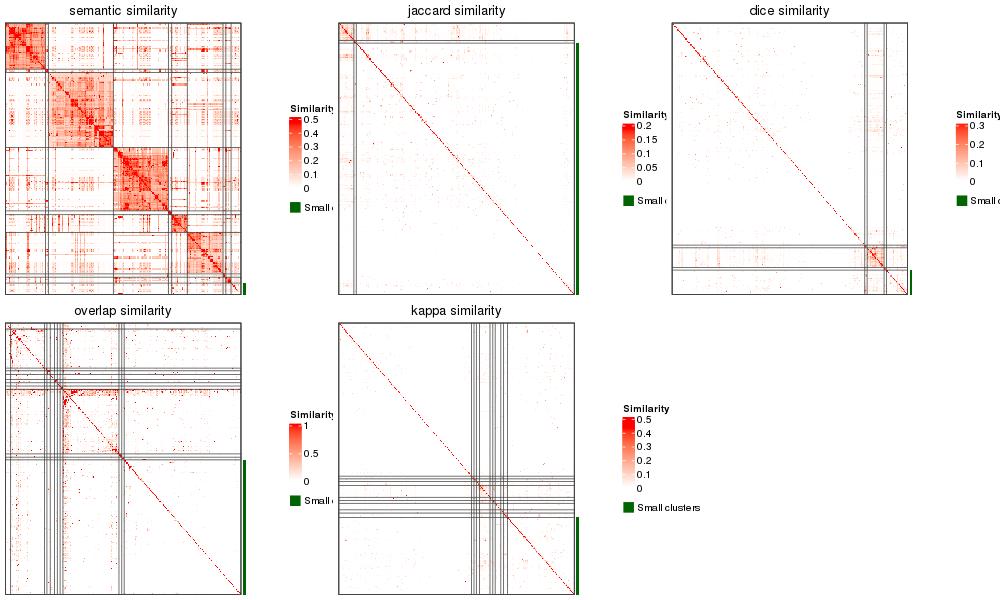 semantic similarity
Similarity
0.5
0.4
0.3
0.2
0.1
0
Small
jaccard similarity
Similarity
0.2
0.15
0.1
0.05
0
Small
dice similarity
Similarity
0.3
0.2
0.1
0
Small
overlap similarity
Similarity
1
0.5
0
Small
kappa similarity
Similarity
0.5
0.4
0.3
0.2
0.1
0
Small clusters